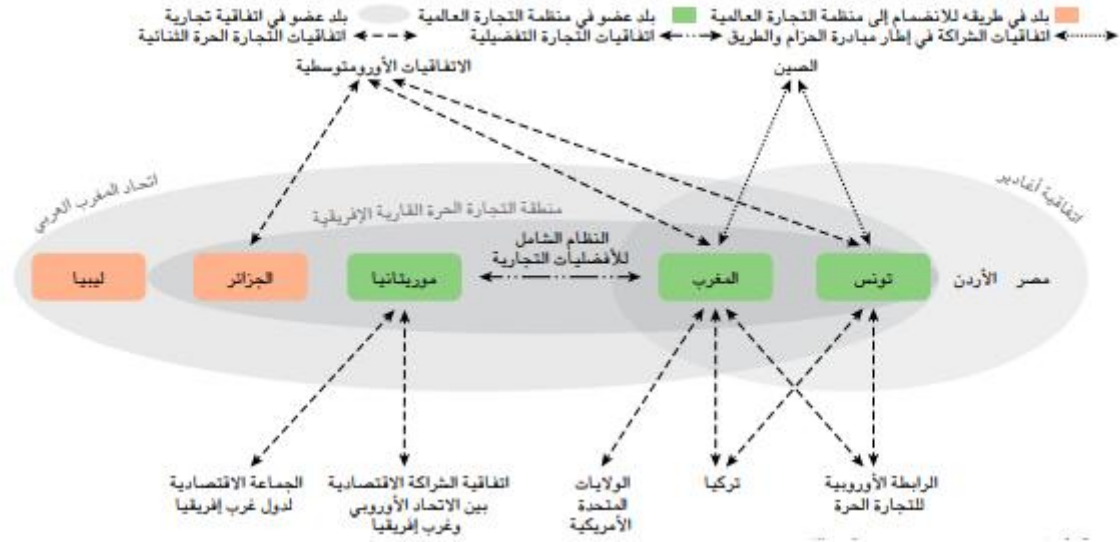 بلد في طريقه للانضمام إلى منظمة التجارة العالمية
بلد عضو في منظمة التجارة العالمية
بلد عضو في اتفاقية تجارية
اتفاقيات الشراكة في إطار مبادرة الحزام والطريق
اتفاقيات التجارة التفضيلية
اتفاقيات التجارة الحرة الثنائية
الصين
الاتفاقيات الأورومتوسطية
اتفاقية أغادير
اتحاد المغرب العربي
منطقة التجارة الحرة القارية الإفريقية
النظام الشامل
للأفضليات التجارية
مصر
الأردن
تونس
المغرب
موريتانيا
الجزائر
ليبيا
الرابطة الأوروبية
للتجارة الحرة
تركيا
الولايات
المتحدة
الأمريكية
اتفاقية الشراكة الاقتصادية
بين الاتحاد الأوروبي
وغرب إفريقيا
الجماعة الاقتصادية
لدول غرب إفريقيا